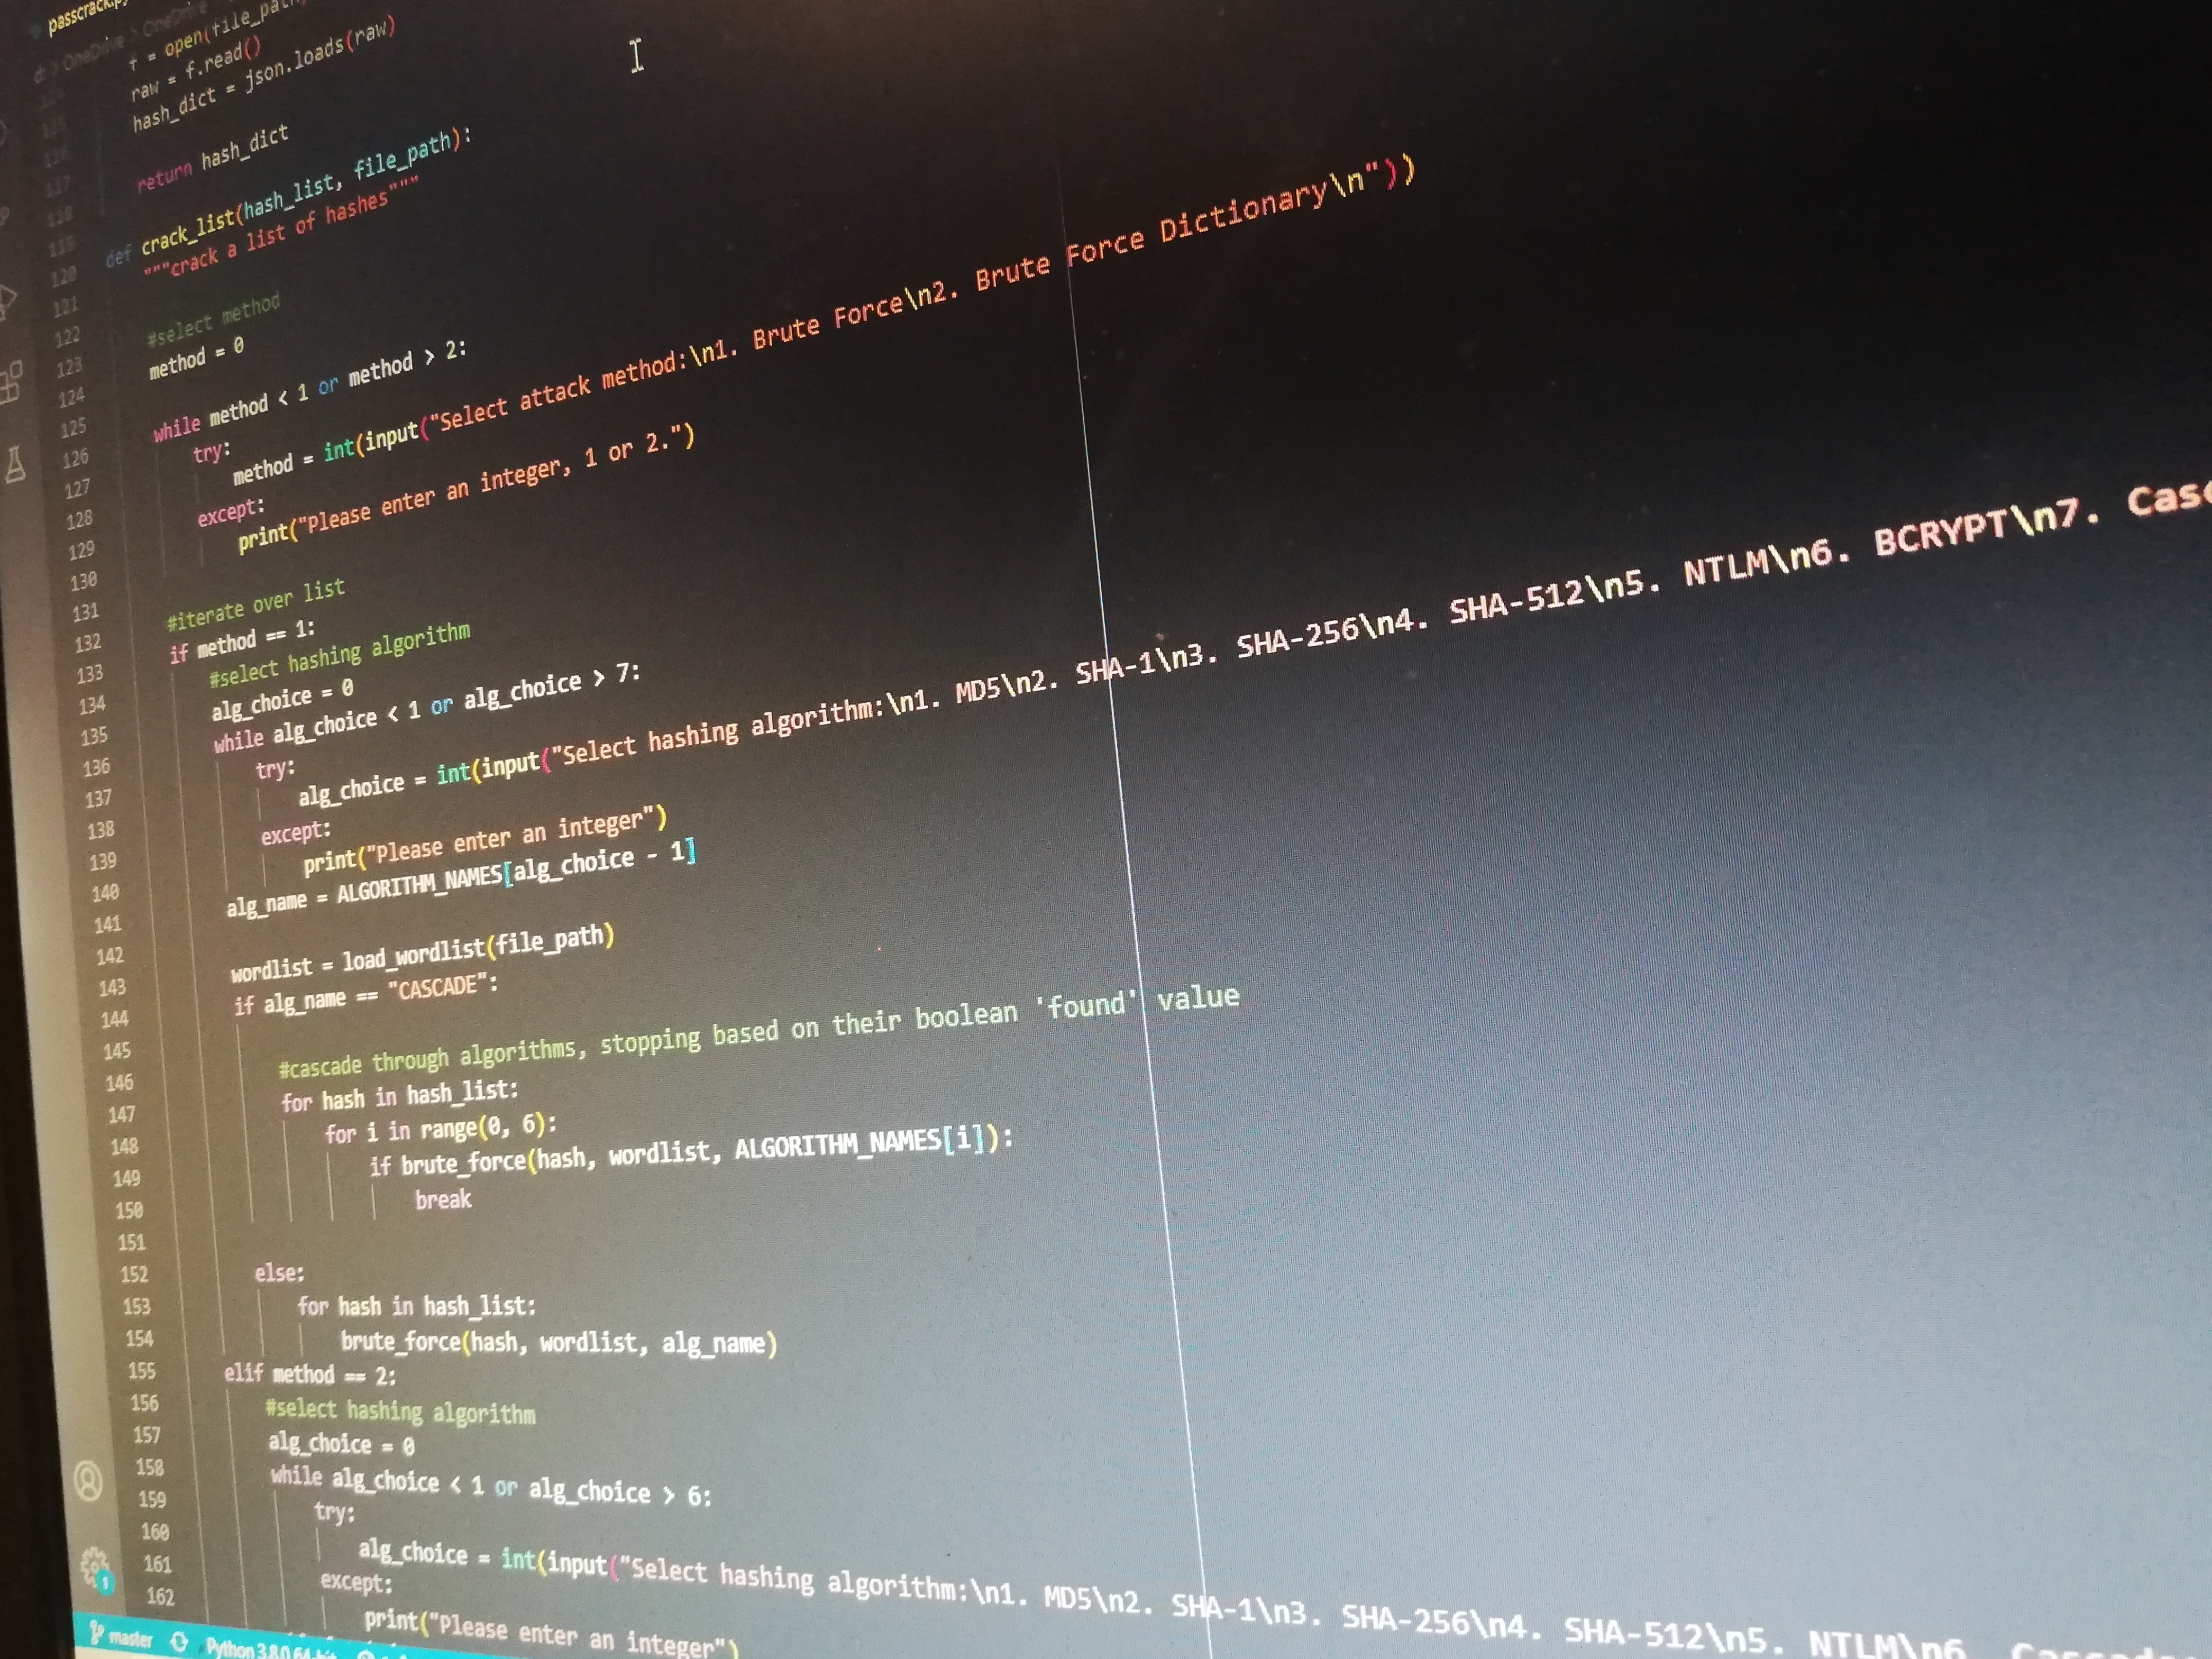 passcrack.py
d: > OneDrive > OneDrive
f = open(file_path,
raw = f.read()
hash_dict = json.loads(raw)
return hash_dict
def crack_list(hash_list, file_path):
"""crack a list of hashes"""
#select method
method = 0
while method < 1 or method > 2:
try:
method = int(input("Select attack method:\n1. Brute Force\n2. Brute Force Dictionary\n"))
except:
print("Please enter an integer, 1 or 2.")
#iterate over list
if method == 1:
#select hashing algorithm
alg_choice = 0
while alg_choice < 1 or alg_choice > 7:
try:
alg_choice = int(input("Select hashing algorithm:\n1. MD5\n2. SHA-1\n3. SHA-256\n4. SHA-512\n5. NTLM\n6. BCRYPT\n7. Casc
except:
print("Please enter an integer")
alg_name = ALGORITHM_NAMES[alg_choice - 1]
wordlist = load_wordlist(file_path)
if alg_name == "CASCADE":
#cascade through algorithms, stopping based on their boolean 'found' value
for hash in hash_list:
for i in range(0, 6):
if brute_force(hash, wordlist, ALGORITHM_NAMES[i]):
break
else:
for hash in hash_list:
brute_force(hash, wordlist, alg_name)
elif method == 2:
#select hashing algorithm
alg_choice = 0
while alg_choice < 1 or alg_choice > 6:
try:
alg_choice = int(input("Select hashing algorithm:\n1. MD5\n2. SHA-1\n3. SHA-256\n4. SHA-512\n5. NTLM\n6. Cascade
except:
print("Please enter an integer")
master Python 3.8.0 64-bit